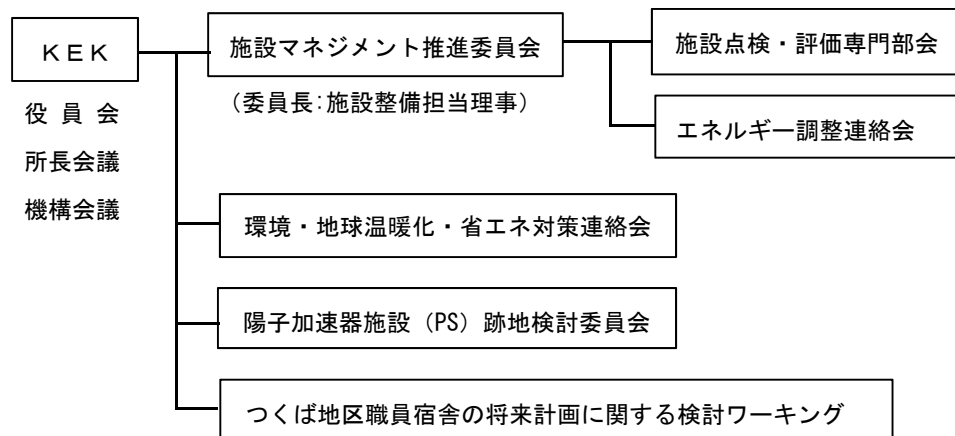 ＫＥＫ
役員会
所長会議
機構会議
施設マネジメント推進委員会
（委員長：施設整備担当理事）
施設点検・評価専門部会
エネルギー調整連絡会
環境・地球温暖化・省エネ対策連絡会
陽子加速器施設（PS）跡地検討委員会
つくば地区職員宿舎の将来計画に関する検討ワーキング